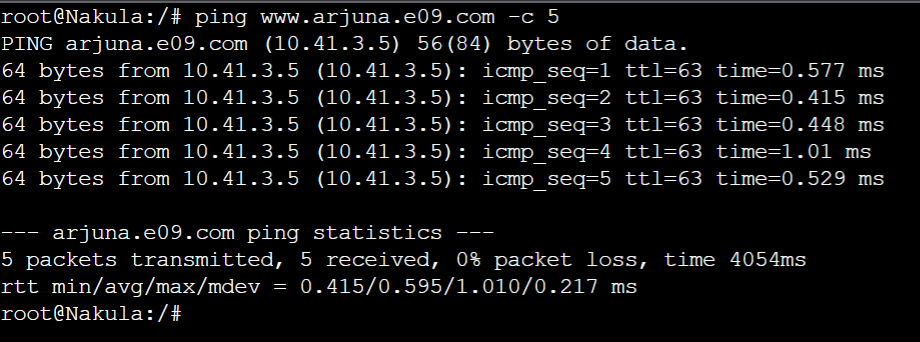 root@Nakula:/# ping www.arjuna.e09.com -c 5
PING arjuna.e09.com (10.41.3.5) 56(84) bytes of data.
64 bytes from 10.41.3.5 (10.41.3.5): icmp_seq=1 ttl=63 time=0.577 ms
64 bytes from 10.41.3.5 (10.41.3.5): icmp_seq=2 ttl=63 time=0.415 ms
64 bytes from 10.41.3.5 (10.41.3.5): icmp_seq=3 ttl=63 time=0.448 ms
64 bytes from 10.41.3.5 (10.41.3.5): icmp_seq=4 ttl=63 time=1.01 ms
64 bytes from 10.41.3.5 (10.41.3.5): icmp_seq=5 ttl=63 time=0.529 ms
--- arjuna.e09.com ping statistics ---
5 packets transmitted, 5 received, 0% packet loss, time 4054ms
rtt min/avg/max/mdev = 0.415/0.595/1.010/0.217 ms
root@Nakula:/#